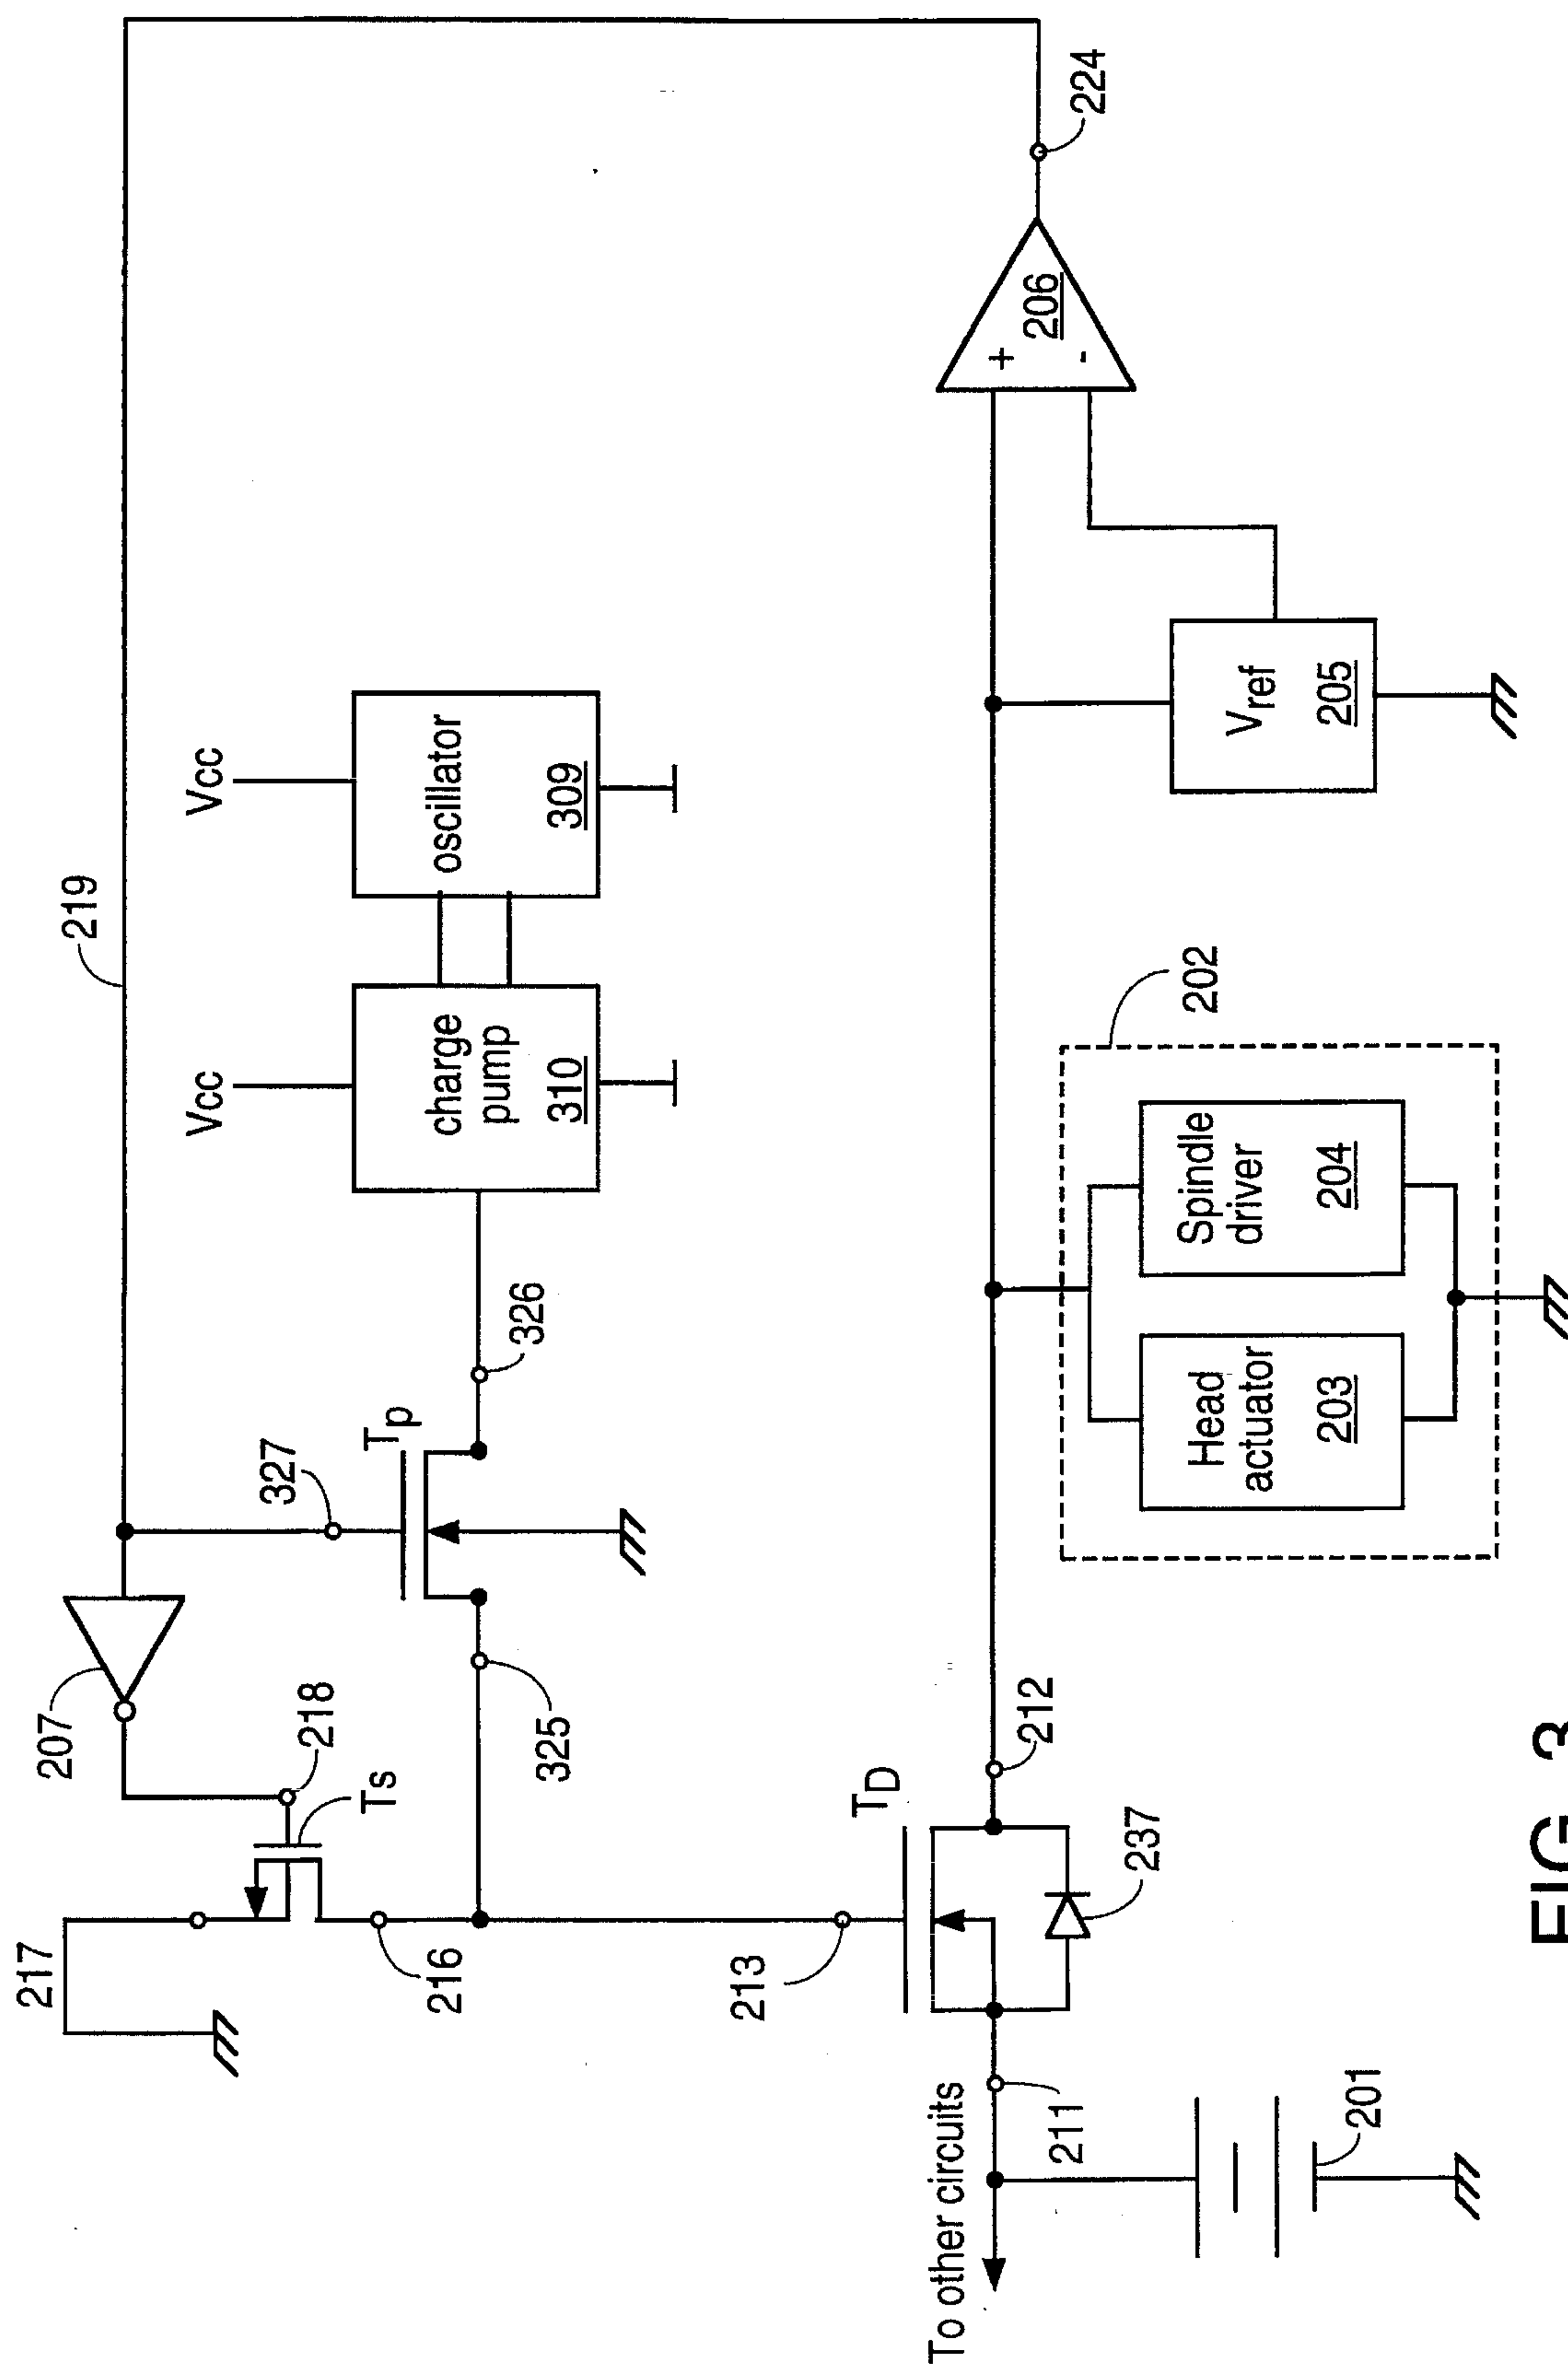 217
207
219
218
Ts
216
327
Tp
Vcc
Vcc
charge
pump
310
oscillator
309
325
326
213
TD
To other circuits
211
212
237
201
206
+
-
224
202
Head
actuator
203
Spindle
driver
204
Vref
205
FIG. 3